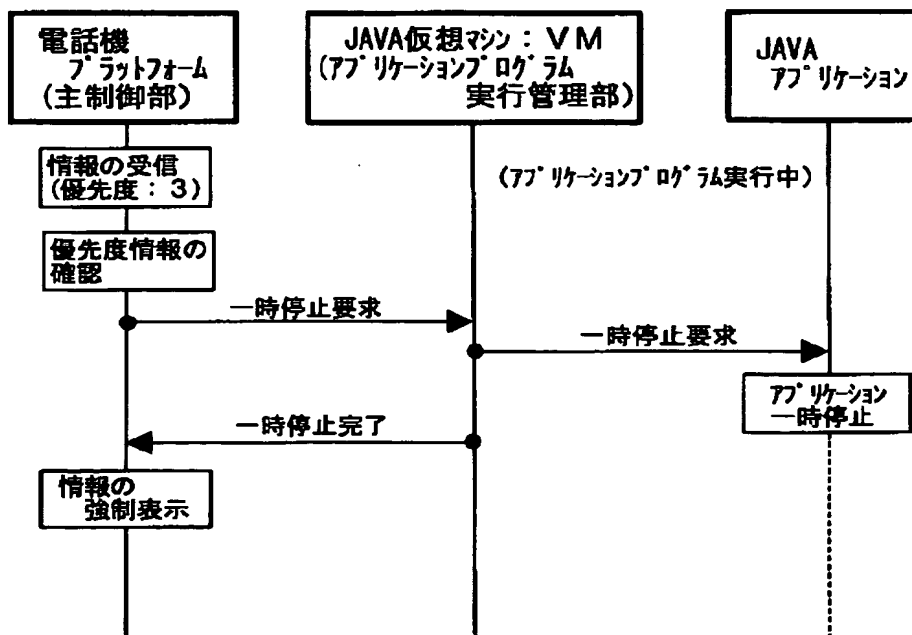 電話機
プラットフォーム
(主制御部)
JAVA仮想マシン：VM
(アプリケーションプログラム
実行管理部)
JAVA
アプリケーション
情報の受信
(優先度：3)
(アプリケーションプログラム実行中)
優先度情報の
確認
一時停止要求
一時停止要求
アプリケーション
一時停止
一時停止完了
情報の
強制表示